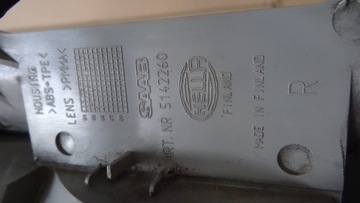 HOUSING
>ABS+TPE<
LENS >PMMA<
SAAB
ART. NR 5142260
HELLA
FINLAND
MADE IN FINLAND
R